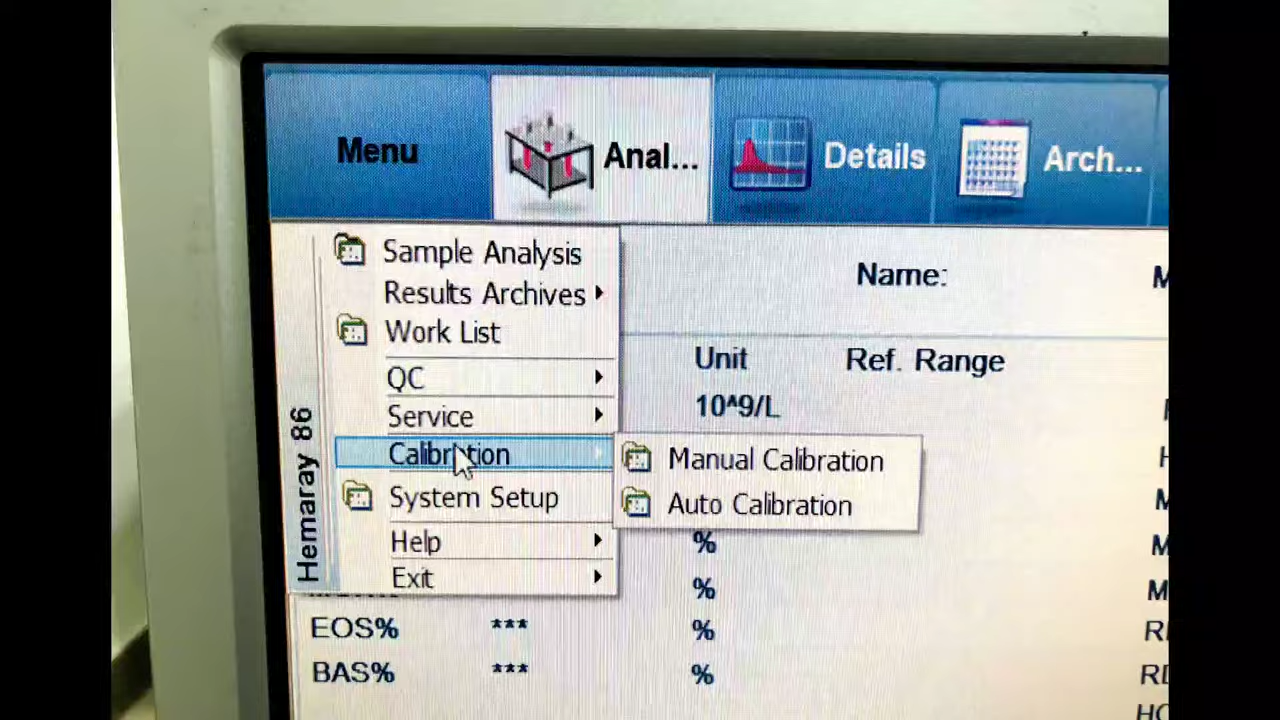 Menu
Anal...
Details
Arch...
Sample Analysis
Results Archives
Work List
QC
Service
Calibration
System Setup
Help
Exit
Hemaray 86
Manual Calibration
Auto Calibration
Name:
Unit
Ref. Range
10^9/L
%
%
EOS% *** %
BAS% *** %